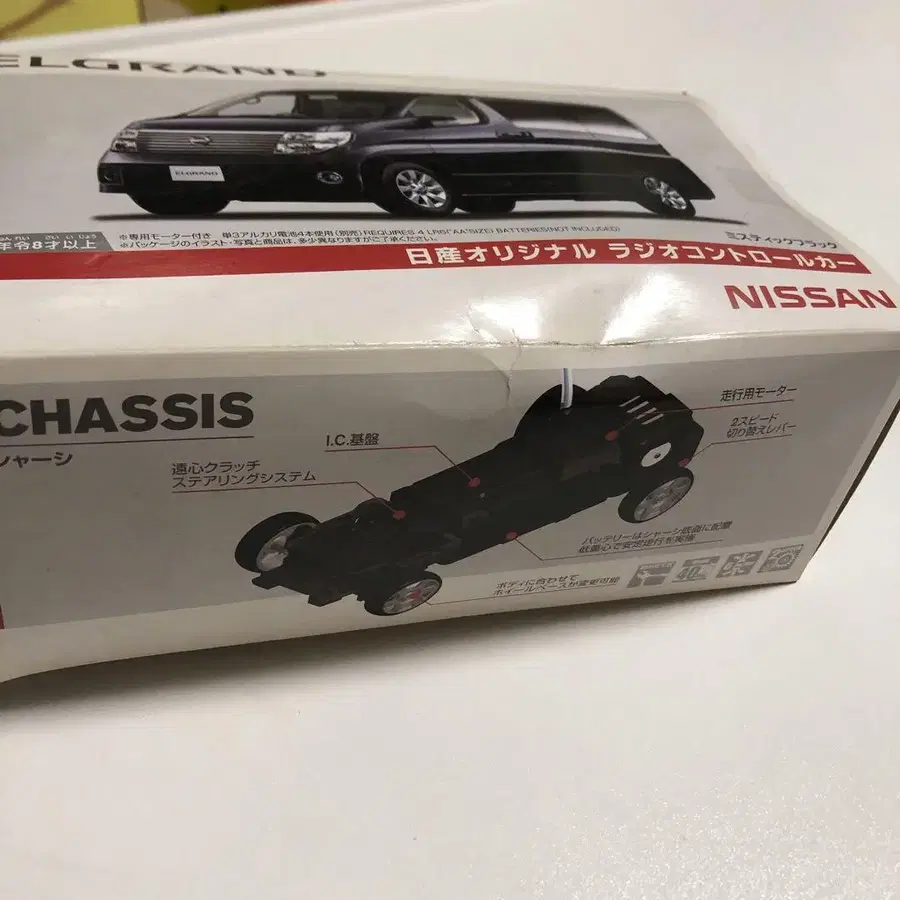 ELGRAND
ELGRAND
年令8才以上
※専用モーター付き 単3アルカリ電池4本使用(別売)REQUIRES 4 LR6("AA"SIZE) BATTERIES(NOT INCLUDED)
※パッケージのイラスト・写真と商品は、多少異なりますがご了承ください。
ミスティックブラック
日産オリジナル ラジオコントロールカー
NISSAN
CHASSIS
シャーシ
I.C.基盤
遠心クラッチ
ステアリングシステム
走行用モーター
2スピード
切り替えレバー
バッテリーはシャーシ底面に配置
低重心で安定走行を実現
ボディに合わせて
ホイールベースが変更可能